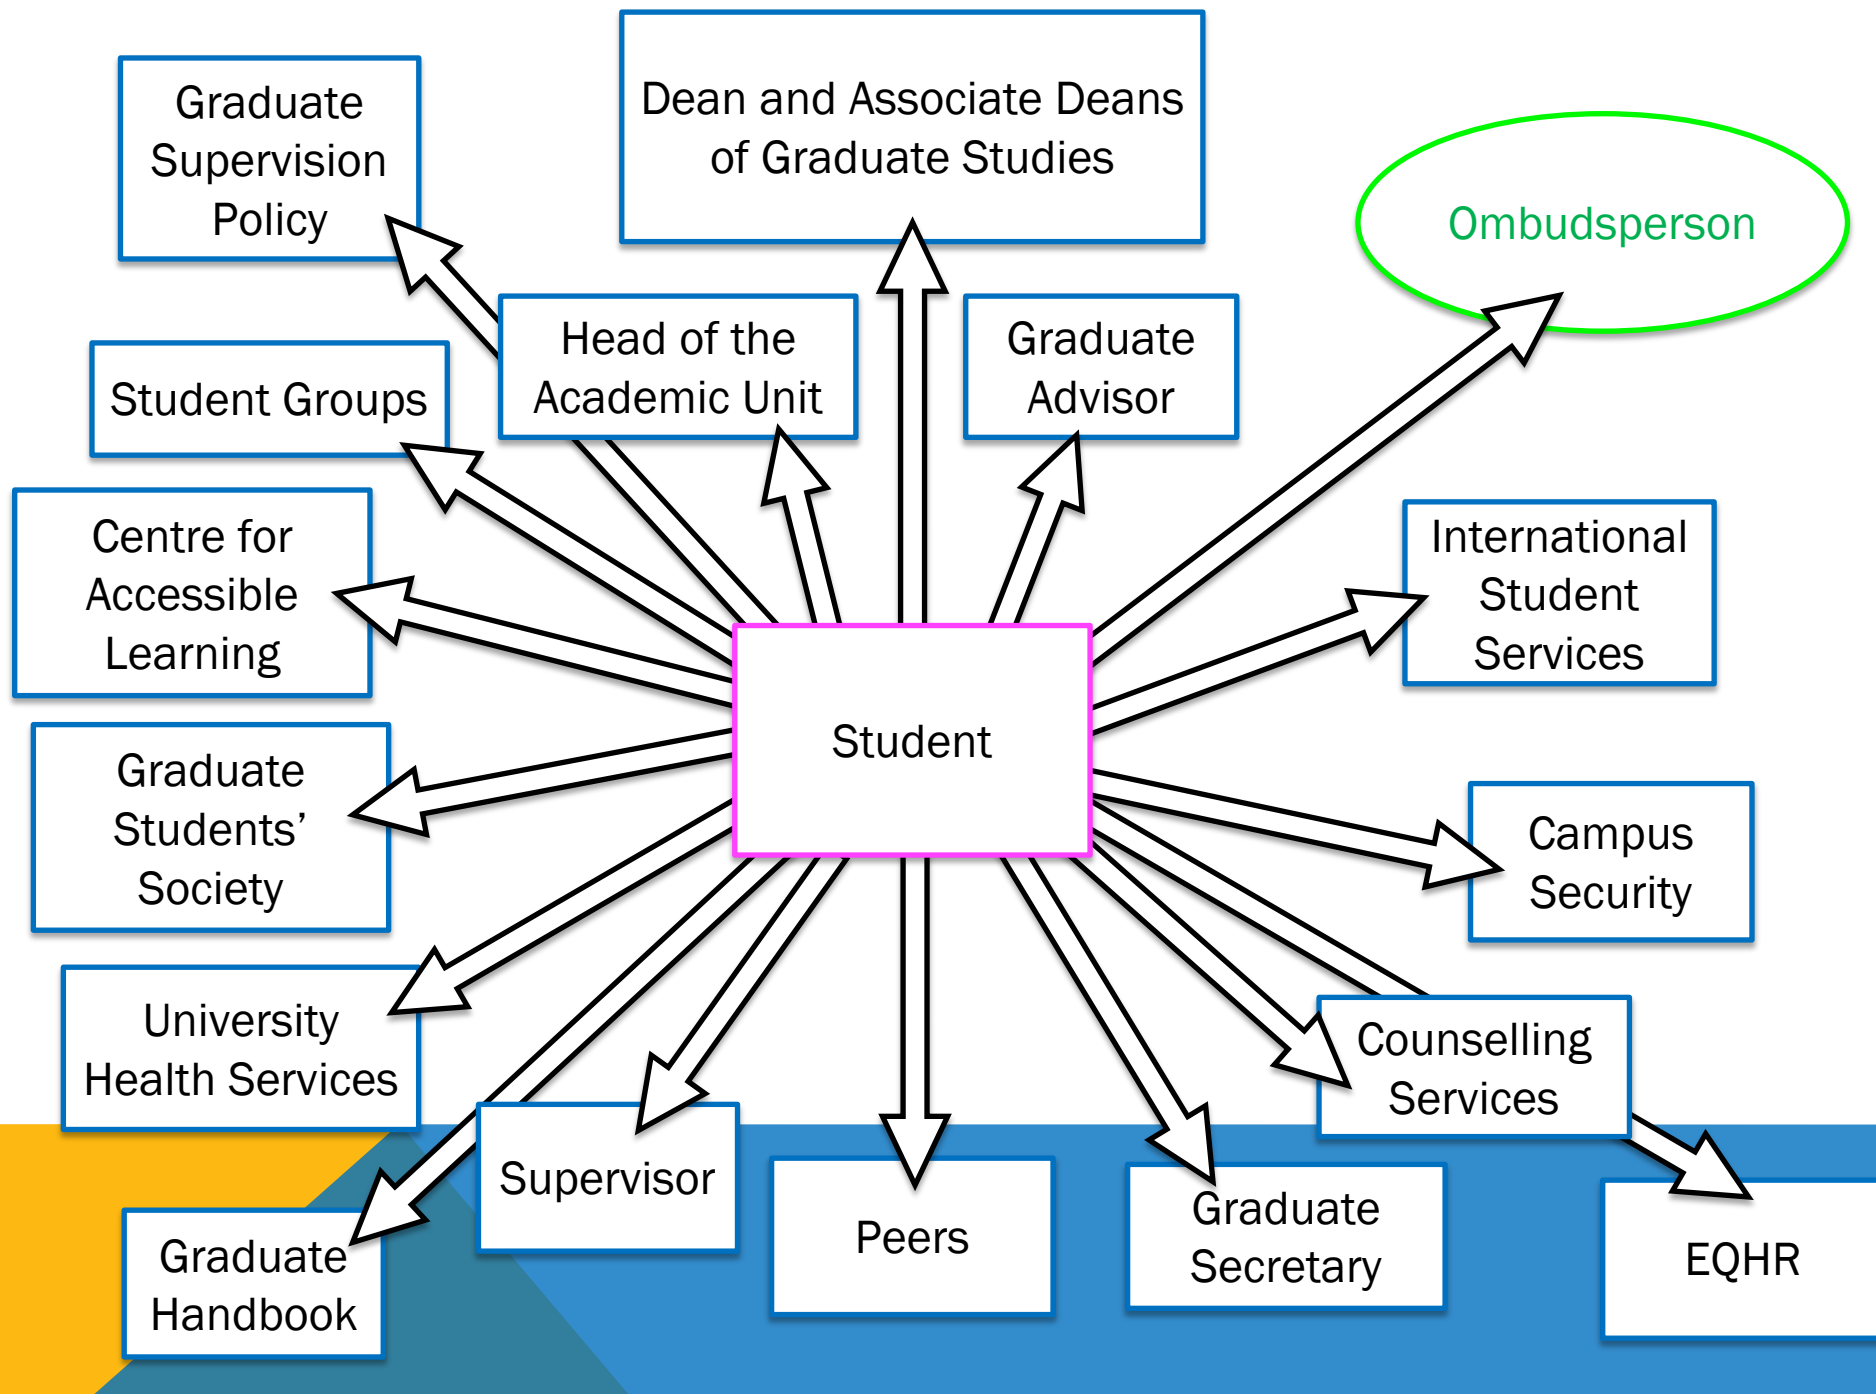 Graduate
Supervision
Policy
Dean and Associate Deans
of Graduate Studies
Ombudsperson
Head of the
Academic Unit
Graduate
Advisor
Student Groups
Centre for
Accessible
Learning
International
Student
Services
Student
Graduate
Students’
Society
Campus
Security
University
Health Services
Counselling
Services
Supervisor
Peers
Graduate
Secretary
EQHR
Graduate
Handbook